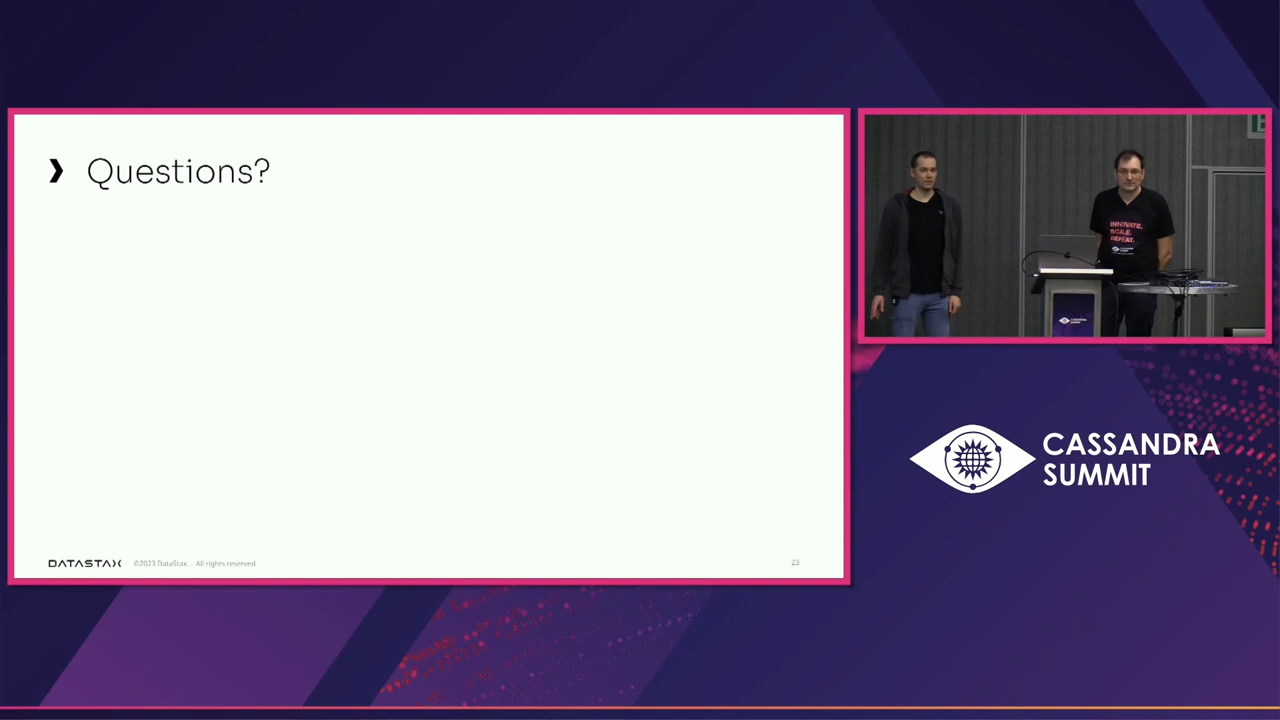 ❯ Questions?
DATASTAX ©2023 DataStax. – All rights reserved
23
INNOVATE.
SCALE.
REPEAT.
CASSANDRA
SUMMIT